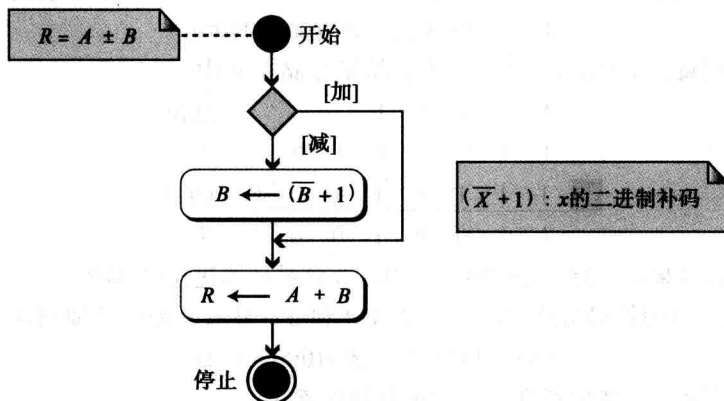 R = A ± B
开始
[加]
[减]
B ← (B̅ + 1)
(X̅ + 1) : x的二进制补码
R ← A + B
停止